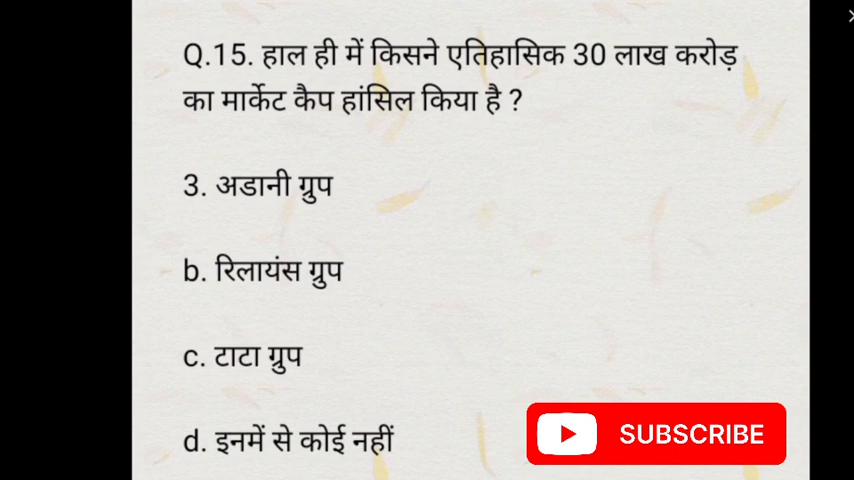 Q.15. हाल ही में किसने एतिहासिक 30 लाख करोड़
का मार्केट कैप हांसिल किया है ?
3. अडानी ग्रुप
b. रिलायंस ग्रुप
c. टाटा ग्रुप
d. इनमें से कोई नहीं
SUBSCRIBE